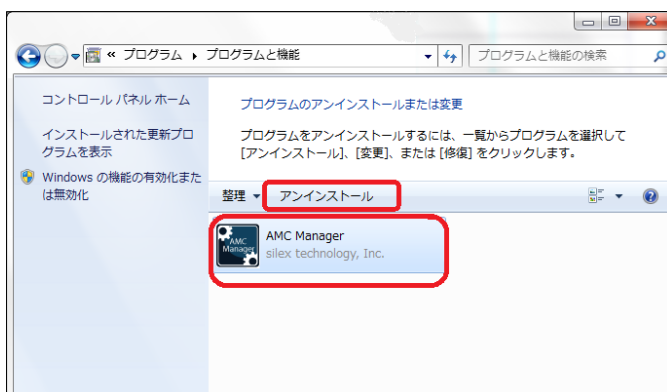 « プログラム ▸ プログラムと機能
プログラムと機能の検索
コントロール パネル ホーム
インストールされた更新プロ
グラムを表示
Windows の機能の有効化また
は無効化
プログラムのアンインストールまたは変更
プログラムをアンインストールするには、一覧からプログラムを選択して
[アンインストール]、[変更]、または [修復] をクリックします。
整理 アンインストール
AMC
Manager
AMC Manager
silex technology, Inc.